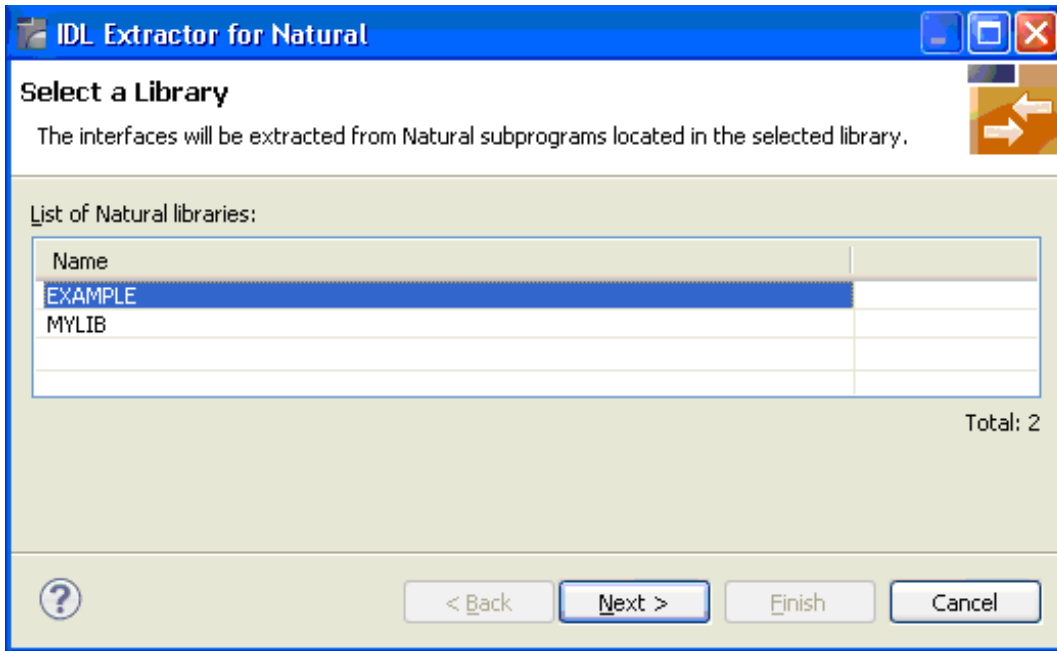 IDL Extractor for Natural
Select a Library
The interfaces will be extracted from Natural subprograms located in the selected library.
List of Natural libraries:
Name
EXAMPLE
MYLIB
Total: 2
? < Back Next > Finish Cancel